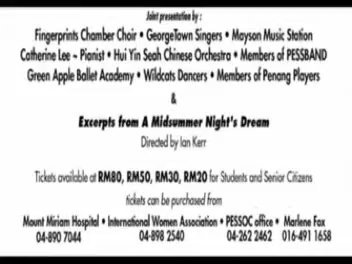 Joint presentation by :
Fingerprints Chamber Choir • GeorgeTown Singers • Mayson Music Station
Catherine Lee ~ Pianist • Hui Yin Seah Chinese Orchestra • Members of PESSBAND
Green Apple Ballet Academy • Wildcats Dancers • Members of Penang Players
&
Excerpts from A Midsummer Night's Dream
Directed by Ian Kerr
Tickets available at RM80, RM50, RM30, RM20 for Students and Senior Citizens
tickets can be purchased from
Mount Miriam Hospital • International Women Association • PESSOC office • Marlene Fox
04-890 7044 04-898 2540 04-262 2462 016-491 1658